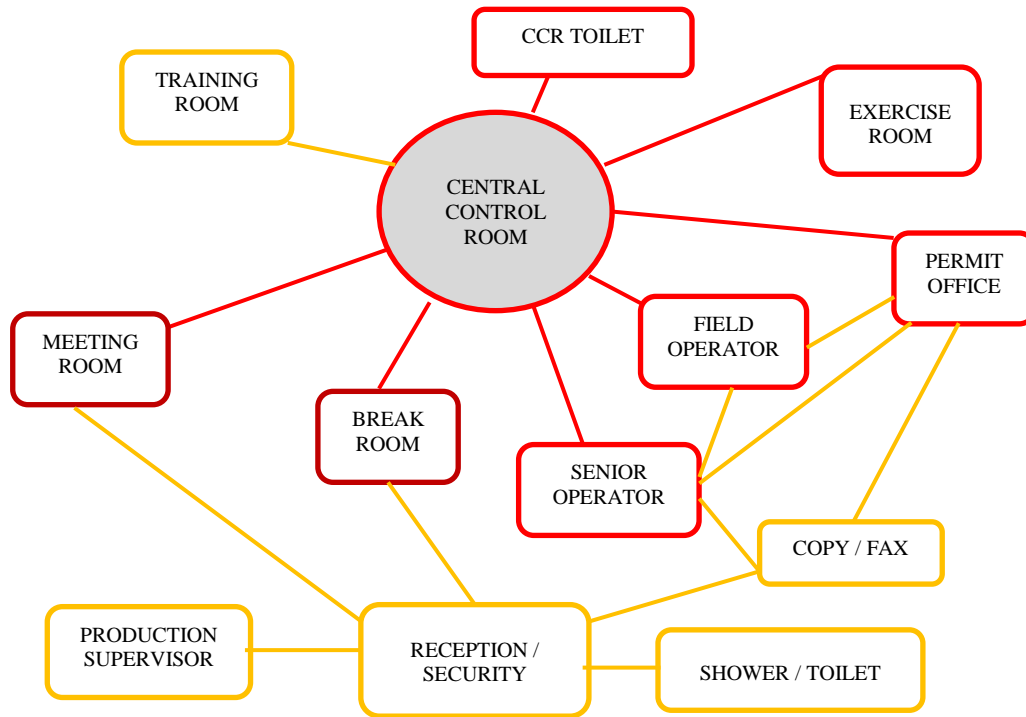 CCR TOILET
TRAINING
ROOM
EXERCISE
ROOM
CENTRAL
CONTROL
ROOM
PERMIT
OFFICE
FIELD
OPERATOR
MEETING
ROOM
BREAK
ROOM
SENIOR
OPERATOR
COPY / FAX
PRODUCTION
SUPERVISOR
RECEPTION /
SECURITY
SHOWER / TOILET